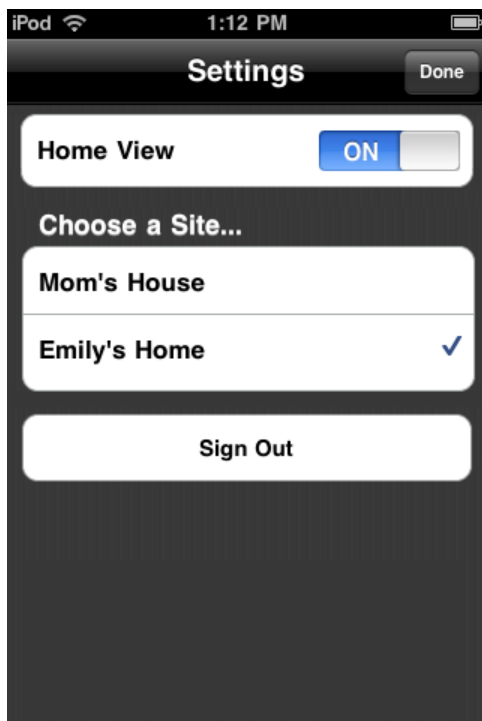 iPod 1:12 PM
Settings Done
Home View ON
Choose a Site...
Mom's House
Emily's Home
Sign Out